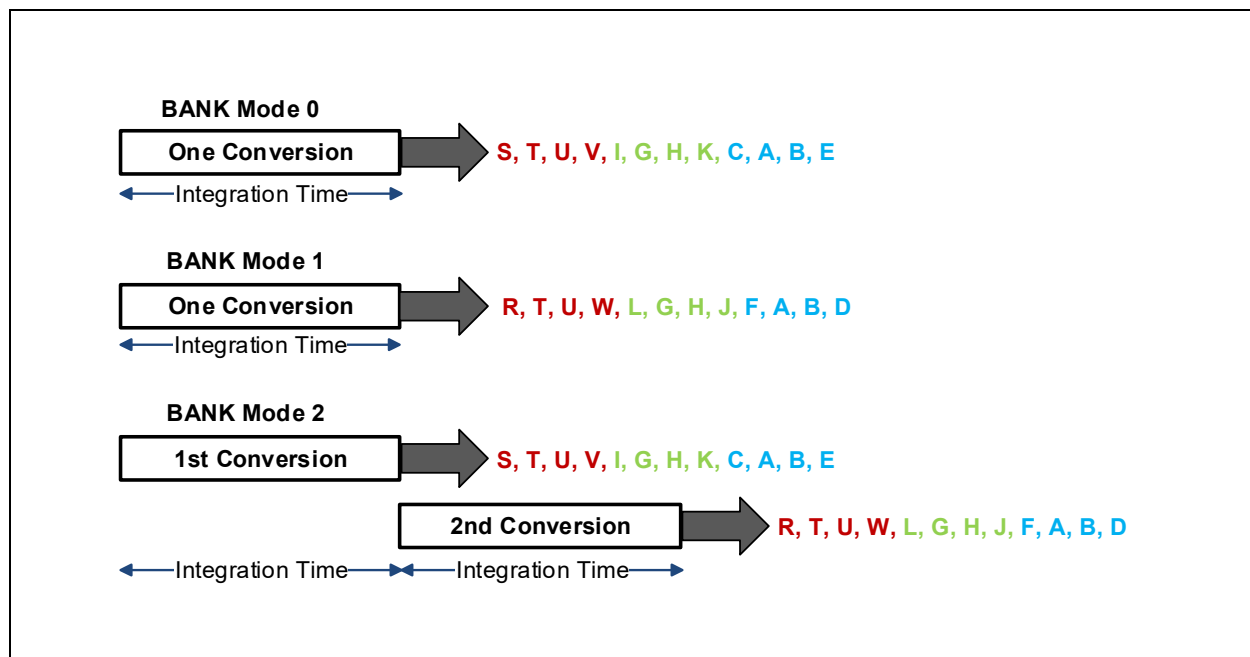 BANK Mode 0
One Conversion
S, T, U, V, I, G, H, K, C, A, B, E
Integration Time
BANK Mode 1
One Conversion
R, T, U, W, L, G, H, J, F, A, B, D
Integration Time
BANK Mode 2
1st Conversion
S, T, U, V, I, G, H, K, C, A, B, E
2nd Conversion
R, T, U, W, L, G, H, J, F, A, B, D
Integration Time
Integration Time